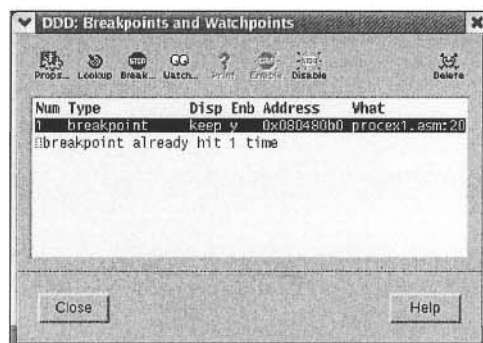 DDD: Breakpoints and Watchpoints
Props... Lookup Break... Watch... Print Enable Disable Delete
Num Type Disp Enb Address What
1 breakpoint keep y 0x080480b0 procex1.asm:20
breakpoint already hit 1 time
Close Help